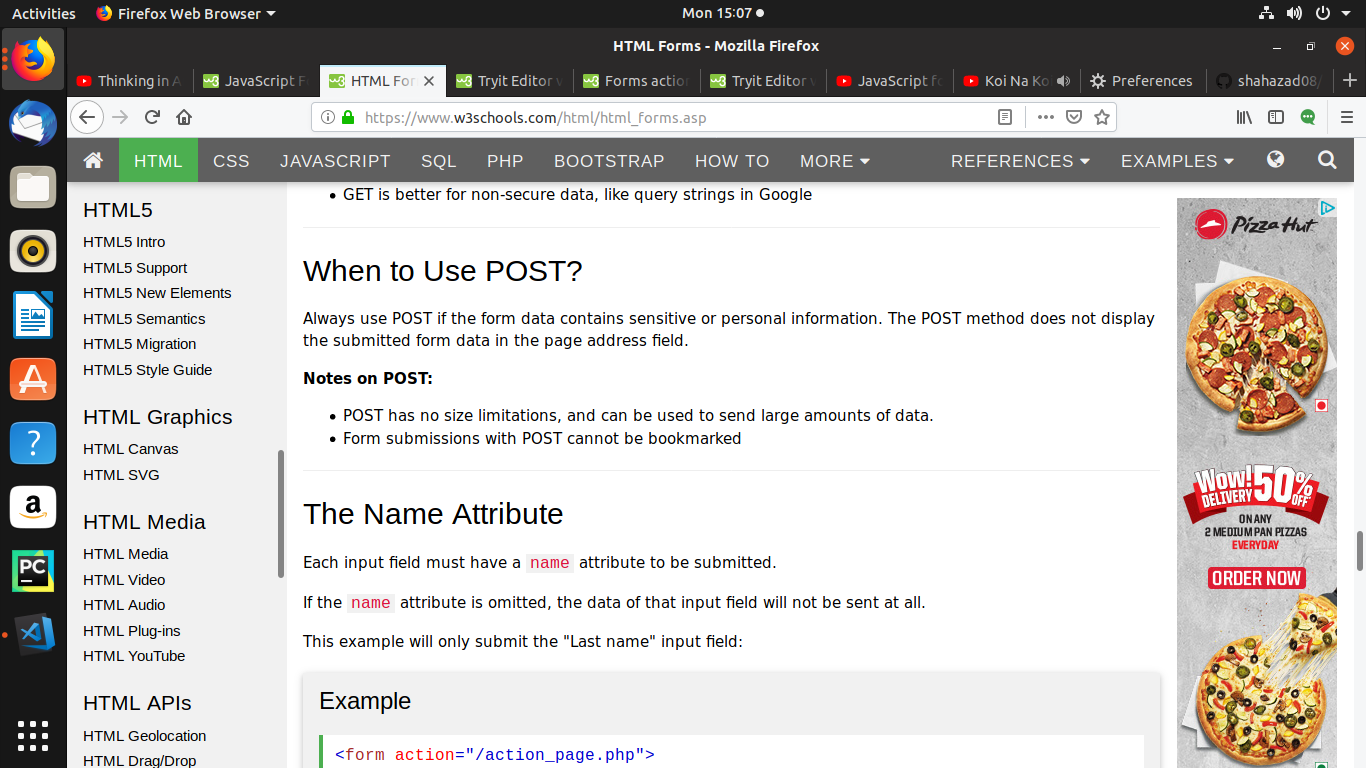 Activities Firefox Web Browser Mon 15:07
HTML Forms - Mozilla Firefox
Thinking in A JavaScript F HTML For Tryit Editor v Forms action Tryit Editor v JavaScript fo Koi Na Ko Preferences shahazad08/
https://www.w3schools.com/html/html_forms.asp
HTML CSS JAVASCRIPT SQL PHP BOOTSTRAP HOW TO MORE REFERENCES EXAMPLES
HTML5
HTML5 Intro
HTML5 Support
HTML5 New Elements
HTML5 Semantics
HTML5 Migration
HTML5 Style Guide
HTML Graphics
HTML Canvas
HTML SVG
HTML Media
HTML Media
HTML Video
HTML Audio
HTML Plug-ins
HTML YouTube
HTML APIs
HTML Geolocation
HTML Drag/Drop
GET is better for non-secure data, like query strings in Google
When to Use POST?
Always use POST if the form data contains sensitive or personal information. The POST method does not display
the submitted form data in the page address field.
Notes on POST:
POST has no size limitations, and can be used to send large amounts of data.
Form submissions with POST cannot be bookmarked
The Name Attribute
Each input field must have a name attribute to be submitted.
If the name attribute is omitted, the data of that input field will not be sent at all.
This example will only submit the "Last name" input field:
Example
<form action="/action_page.php">
Pizza Hut
WOW! 50%
DELIVERY OFF*
ON ANY
2 MEDIUM PAN PIZZAS
EVERYDAY
ORDER NOW
PC
a
?